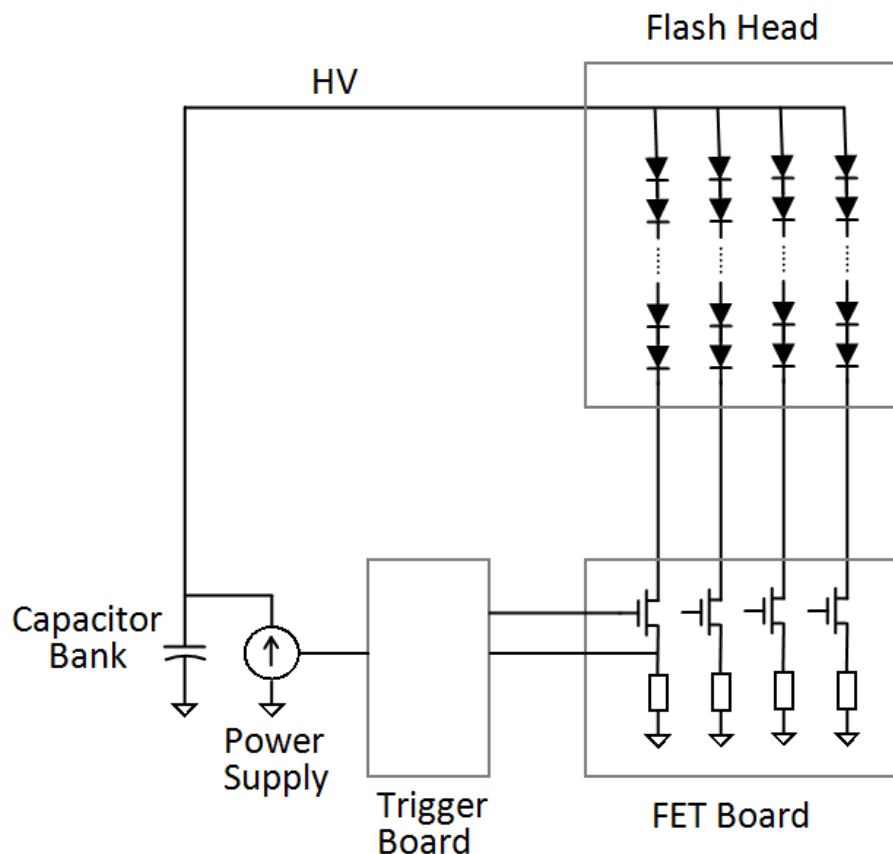 Flash Head
HV
Capacitor
Bank
Power
Supply
Trigger
Board
FET Board